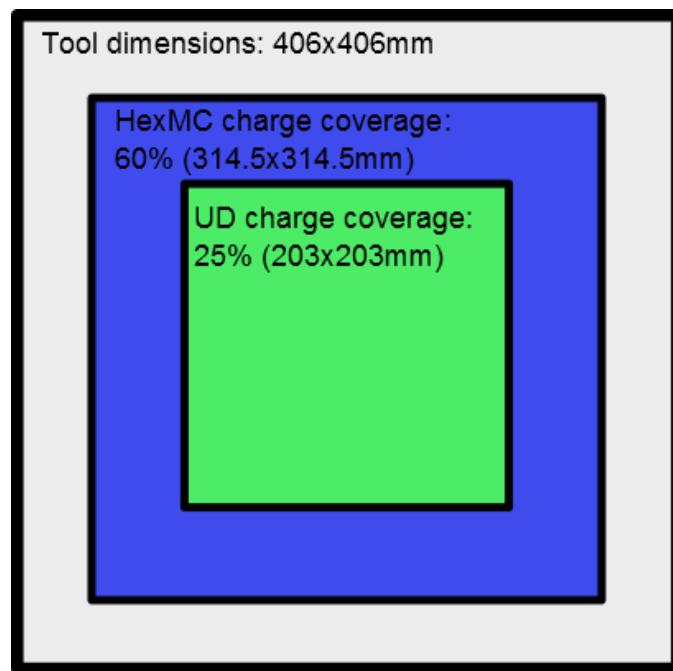 Tool dimensions: 406x406mm
HexMC charge coverage:
60% (314.5x314.5mm)
UD charge coverage:
25% (203x203mm)